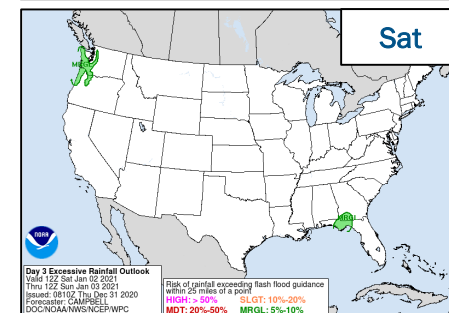 Sat
MRGL
MRGL
NOAA
Day 3 Excessive Rainfall Outlook
Valid 12Z Sat Jan 02 2021
Thru 12Z Sun Jan 03 2021
Issued: 0810Z Thu Dec 31 2020
Forecaster: CAMPBELL
DOC/NOAA/NWS/NCEP/WPC
Risk of rainfall exceeding flash flood guidance
within 25 miles of a point
HIGH: > 50% SLGT: 10%-20%
MDT: 20%-50% MRGL: 5%-10%